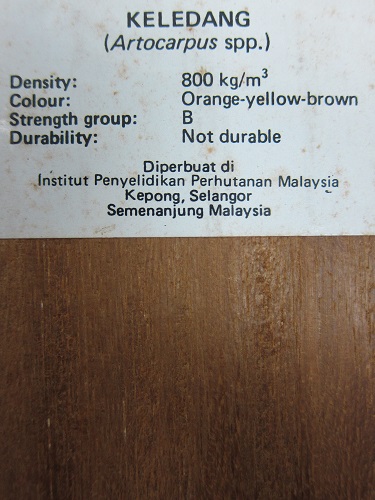 KELEDANG
(Artocarpus spp.)
Density: 800 kg/m³
Colour: Orange-yellow-brown
Strength group: B
Durability: Not durable
Diperbuat di
Institut Penyelidikan Perhutanan Malaysia
Kepong, Selangor
Semenanjung Malaysia